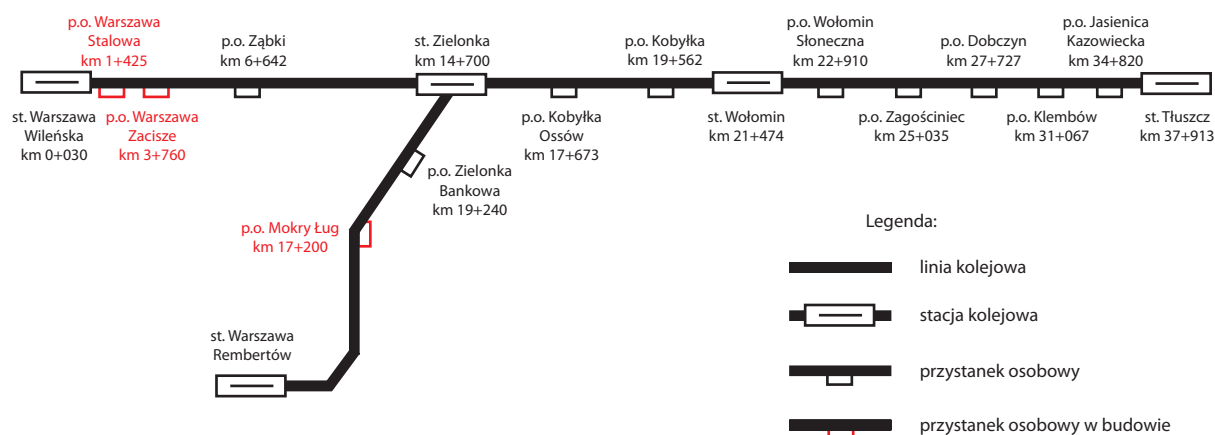 p.o. Warszawa
Stalowa
km 1+425
p.o. Ząbki
km 6+642
st. Zielonka
km 14+700
p.o. Kobyłka
km 19+562
p.o. Wołomin
Słoneczna
km 22+910
p.o. Dobczyn
km 27+727
p.o. Jasienica
Kazowiecka
km 34+820
st. Warszawa
Wileńska
km 0+030
p.o. Warszawa
Zacisze
km 3+760
p.o. Kobyłka
Ossów
km 17+673
st. Wołomin
km 21+474
p.o. Zagościniec
km 25+035
p.o. Klembów
km 31+067
st. Tłuszcz
km 37+913
p.o. Zielonka
Bankowa
km 19+240
p.o. Mokry Ług
km 17+200
st. Warszawa
Rembertów
Legenda:
linia kolejowa
stacja kolejowa
przystanek osobowy
przystanek osobowy w budowie